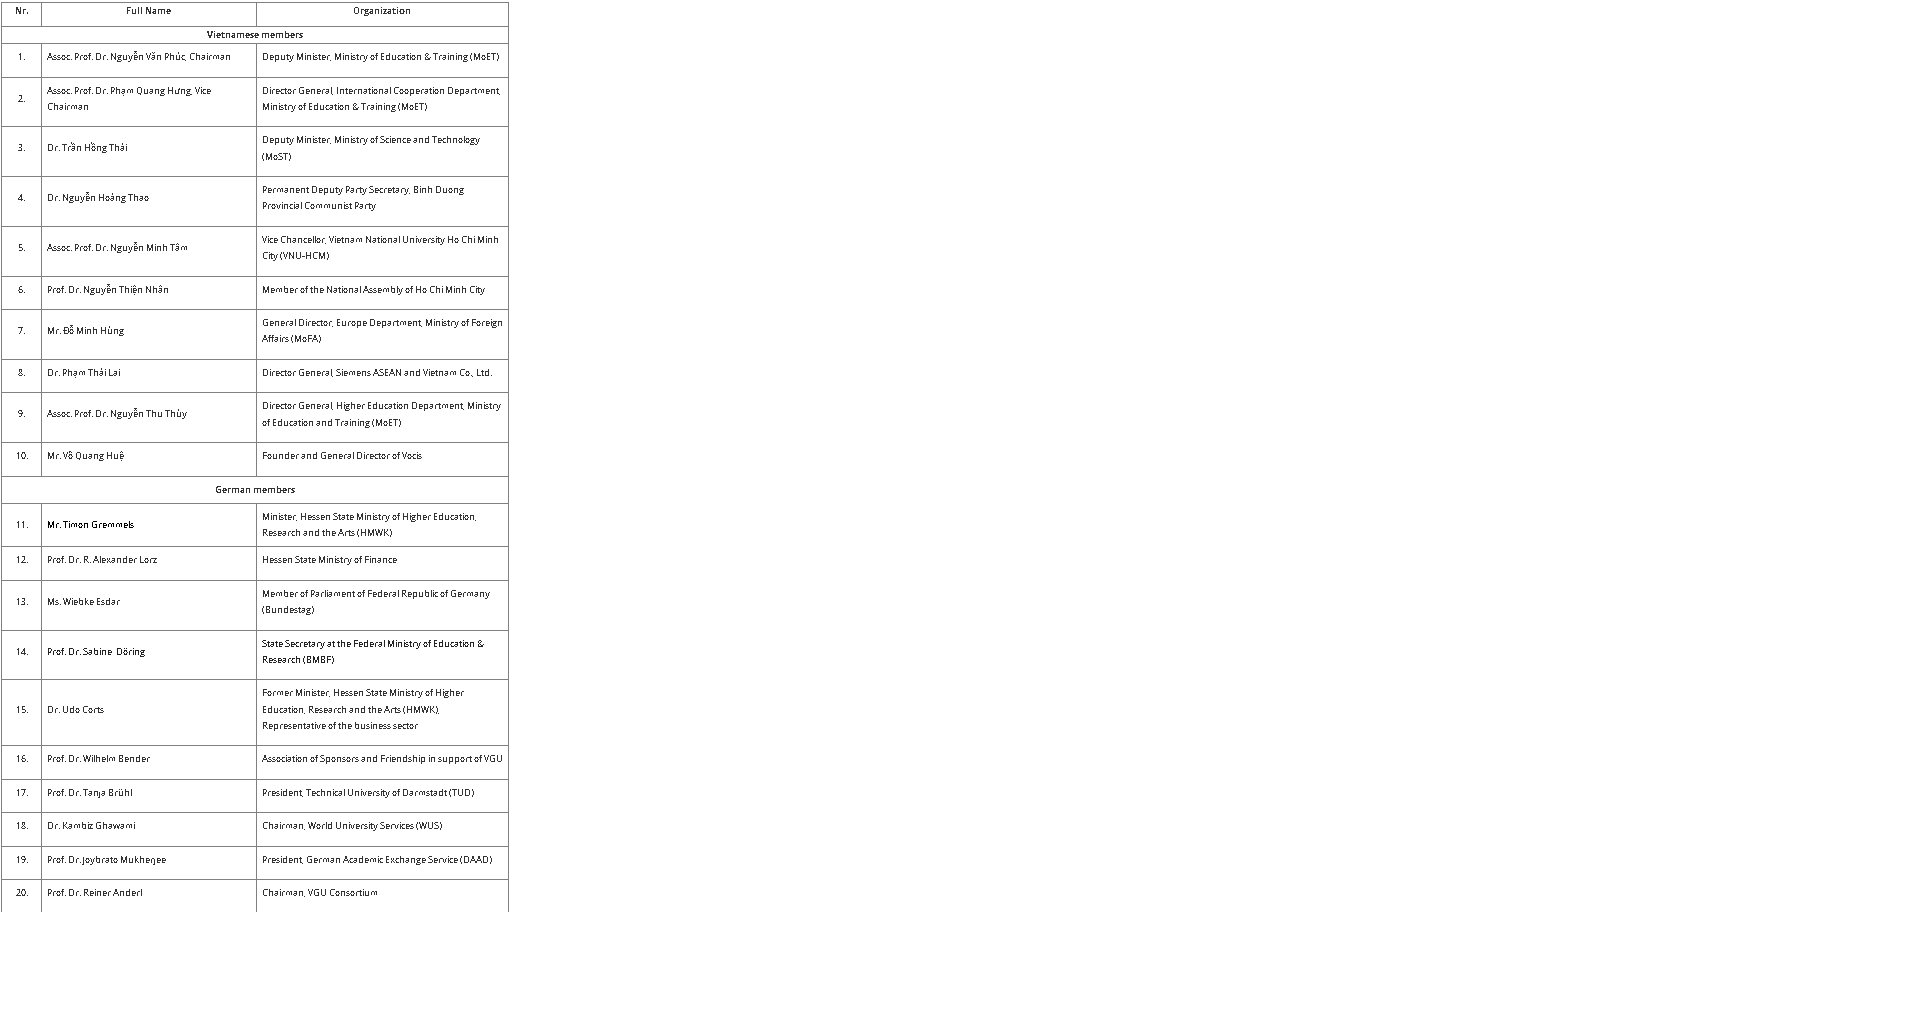 Nr. Full Name Organization
Vietnamese members
1. Assoc. Prof. Dr. Nguyễn Văn Phúc, Chairman Deputy Minister, Ministry of Education & Training (MoET)
2. Assoc. Prof. Dr. Phạm Quang Hưng, Vice
Chairman
Director General, International Cooperation Department,
Ministry of Education & Training (MoET)
3. Dr. Trần Hồng Thái
Deputy Minister, Ministry of Science and Technology
(MoST)
4. Dr. Nguyễn Hoàng Thao
Permanent Deputy Party Secretary, Binh Duong
Provincial Communist Party
5. Assoc. Prof. Dr. Nguyễn Minh Tâm
Vice Chancellor, Vietnam National University Ho Chi Minh
City (VNU-HCM)
6. Prof. Dr. Nguyễn Thiện Nhân Member of the National Assembly of Ho Chi Minh City
7. Mr. Đỗ Minh Hùng
General Director, Europe Department, Ministry of Foreign
Affairs (MoFA)
8. Dr. Phạm Thái Lai Director General, Siemens ASEAN and Vietnam Co., Ltd.
9. Assoc. Prof. Dr. Nguyễn Thu Thủy
Director General, Higher Education Department, Ministry
of Education and Training (MoET)
10. Mr. Võ Quang Huệ Founder and General Director of Vocis
German members
11. Mr. Timon Gremmels
Minister, Hessen State Ministry of Higher Education,
Research and the Arts (HMWK)
12. Prof. Dr. R. Alexander Lorz Hessen State Ministry of Finance
13. Ms. Wiebke Esdar
Member of Parliament of Federal Republic of Germany
(Bundestag)
14. Prof. Dr. Sabine Döring
State Secretary at the Federal Ministry of Education &
Research (BMBF)
15. Dr. Udo Corts
Former Minister, Hessen State Ministry of Higher
Education, Research and the Arts (HMWK),
Representative of the business sector
16. Prof. Dr. Wilhelm Bender Association of Sponsors and Friendship in support of VGU
17. Prof. Dr. Tanja Brühl President, Technical University of Darmstadt (TUD)
18. Dr. Kambiz Ghawami Chairman, World University Services (WUS)
19. Prof. Dr. Joybrato Mukherjee President, German Academic Exchange Service (DAAD)
20. Prof. Dr. Reiner Anderl Chairman, VGU Consortium